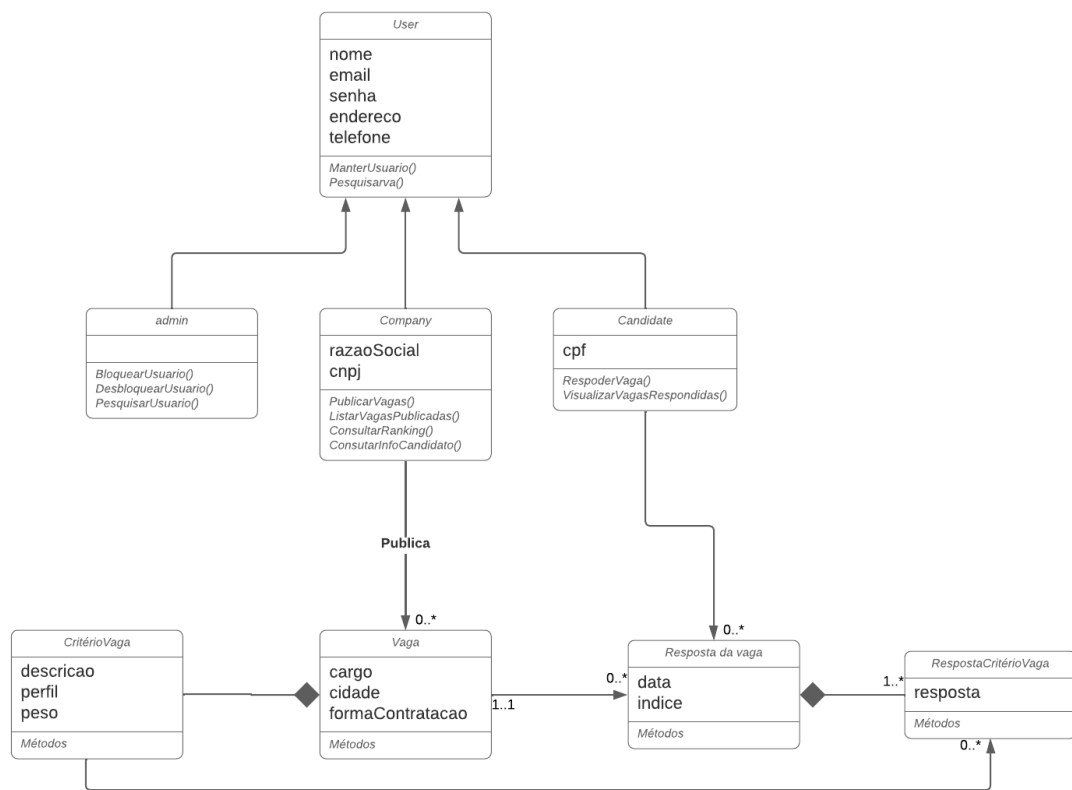 User
nome
email
senha
endereco
telefone
ManterUsuario()
Pesquisarva()
admin
BloquearUsuario()
DesbloquearUsuario()
PesquisarUsuario()
Company
razaoSocial
cnpj
PublicarVagas()
ListarVagasPublicadas()
ConsultarRanking()
ConsutarInfoCandidato()
Candidate
cpf
RespoderVaga()
VisualizarVagasRespondidas()
Publica
0..*
0..*
CritérioVaga
descricao
perfil
peso
Métodos
Vaga
cargo
cidade
formaContratacao
Métodos
1..1
0..*
Resposta da vaga
data
indice
Métodos
1..*
RespostaCritérioVaga
resposta
Métodos
0..*